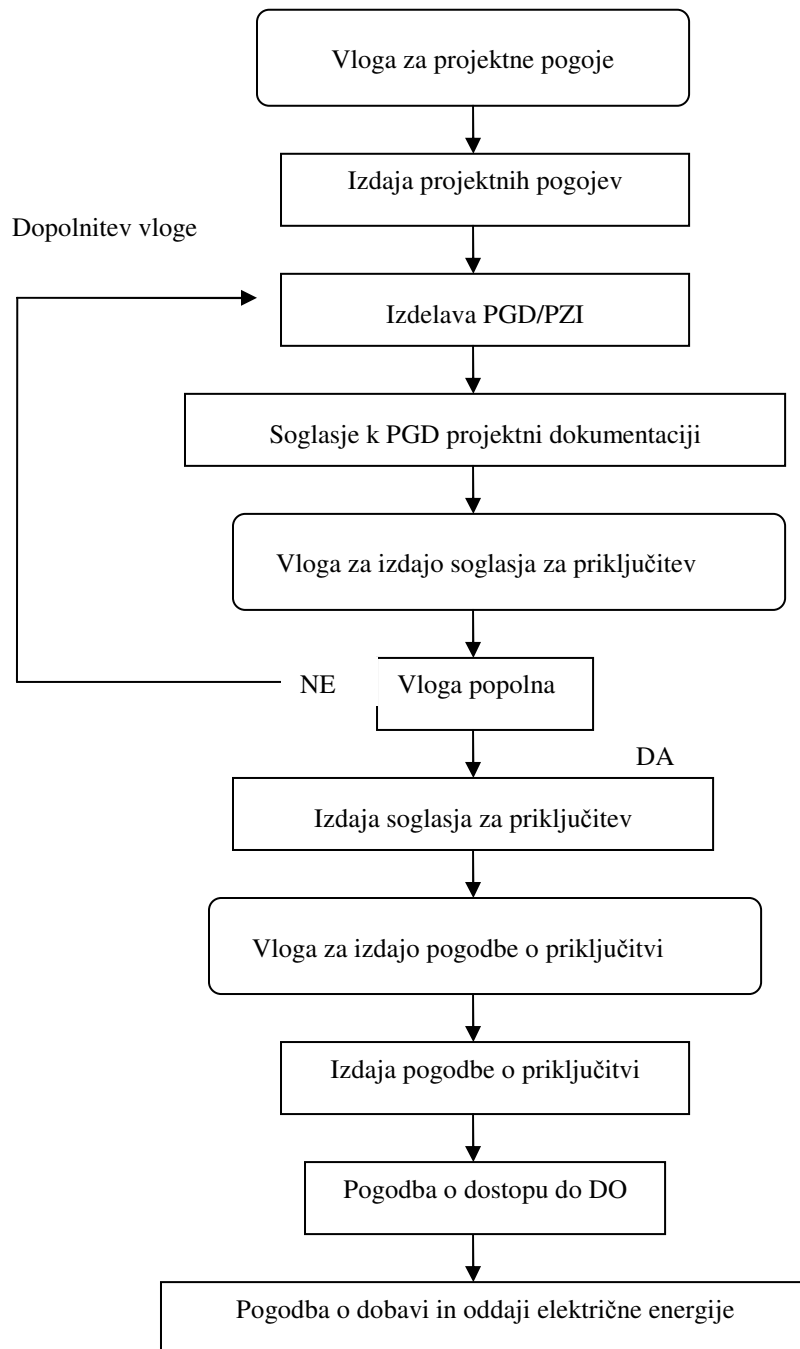 Vloga za projektne pogoje
Izdaja projektnih pogojev
Dopolnitev vloge
Izdelava PGD/PZI
Soglasje k PGD projektni dokumentaciji
Vloga za izdajo soglasja za priključitev
NE
Vloga popolna
DA
Izdaja soglasja za priključitev
Vloga za izdajo pogodbe o priključitvi
Izdaja pogodbe o priključitvi
Pogodba o dostopu do DO
Pogodba o dobavi in oddaji električne energije